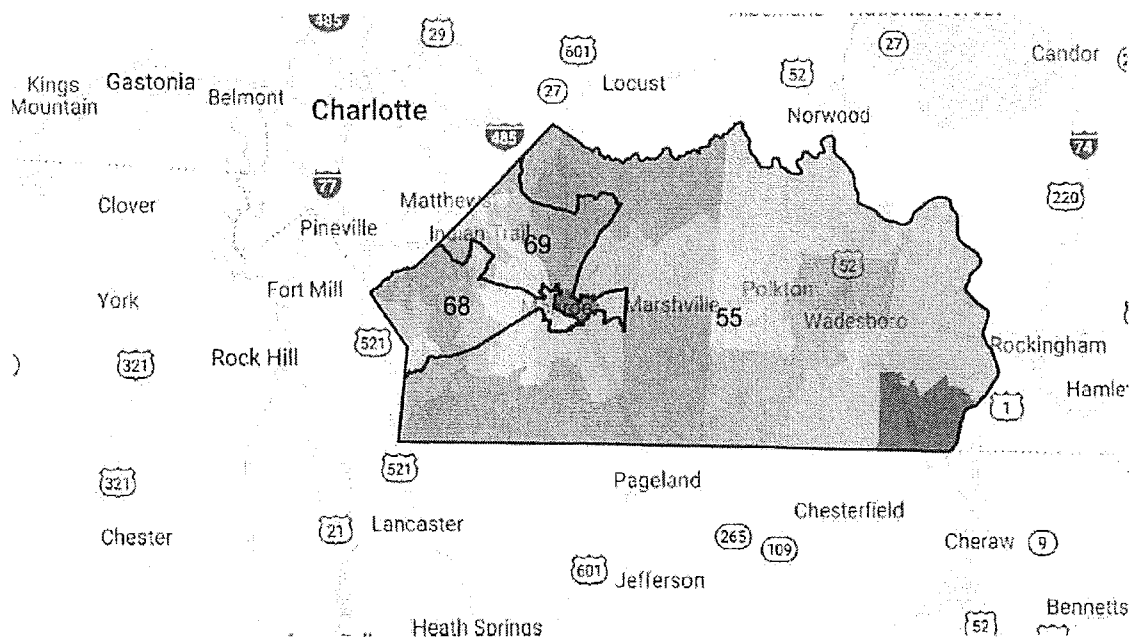 485
29
601
27
Candor
Kings
Mountain
Gastonia
Belmont
Charlotte
27
Locust
52
Norwood
485
74
77
220
Clover
Matthews
Pineville
Indian Trail
69
52
York
Fort Mill
68
Marshville
Polkton
55
Wadesboro
521
Rock Hill
321
Rockingham
1
521
321
Pageland
Chester
21
Lancaster
Chesterfield
265
109
Cheraw
9
601
Jefferson
Heath Springs
52
Bennetts